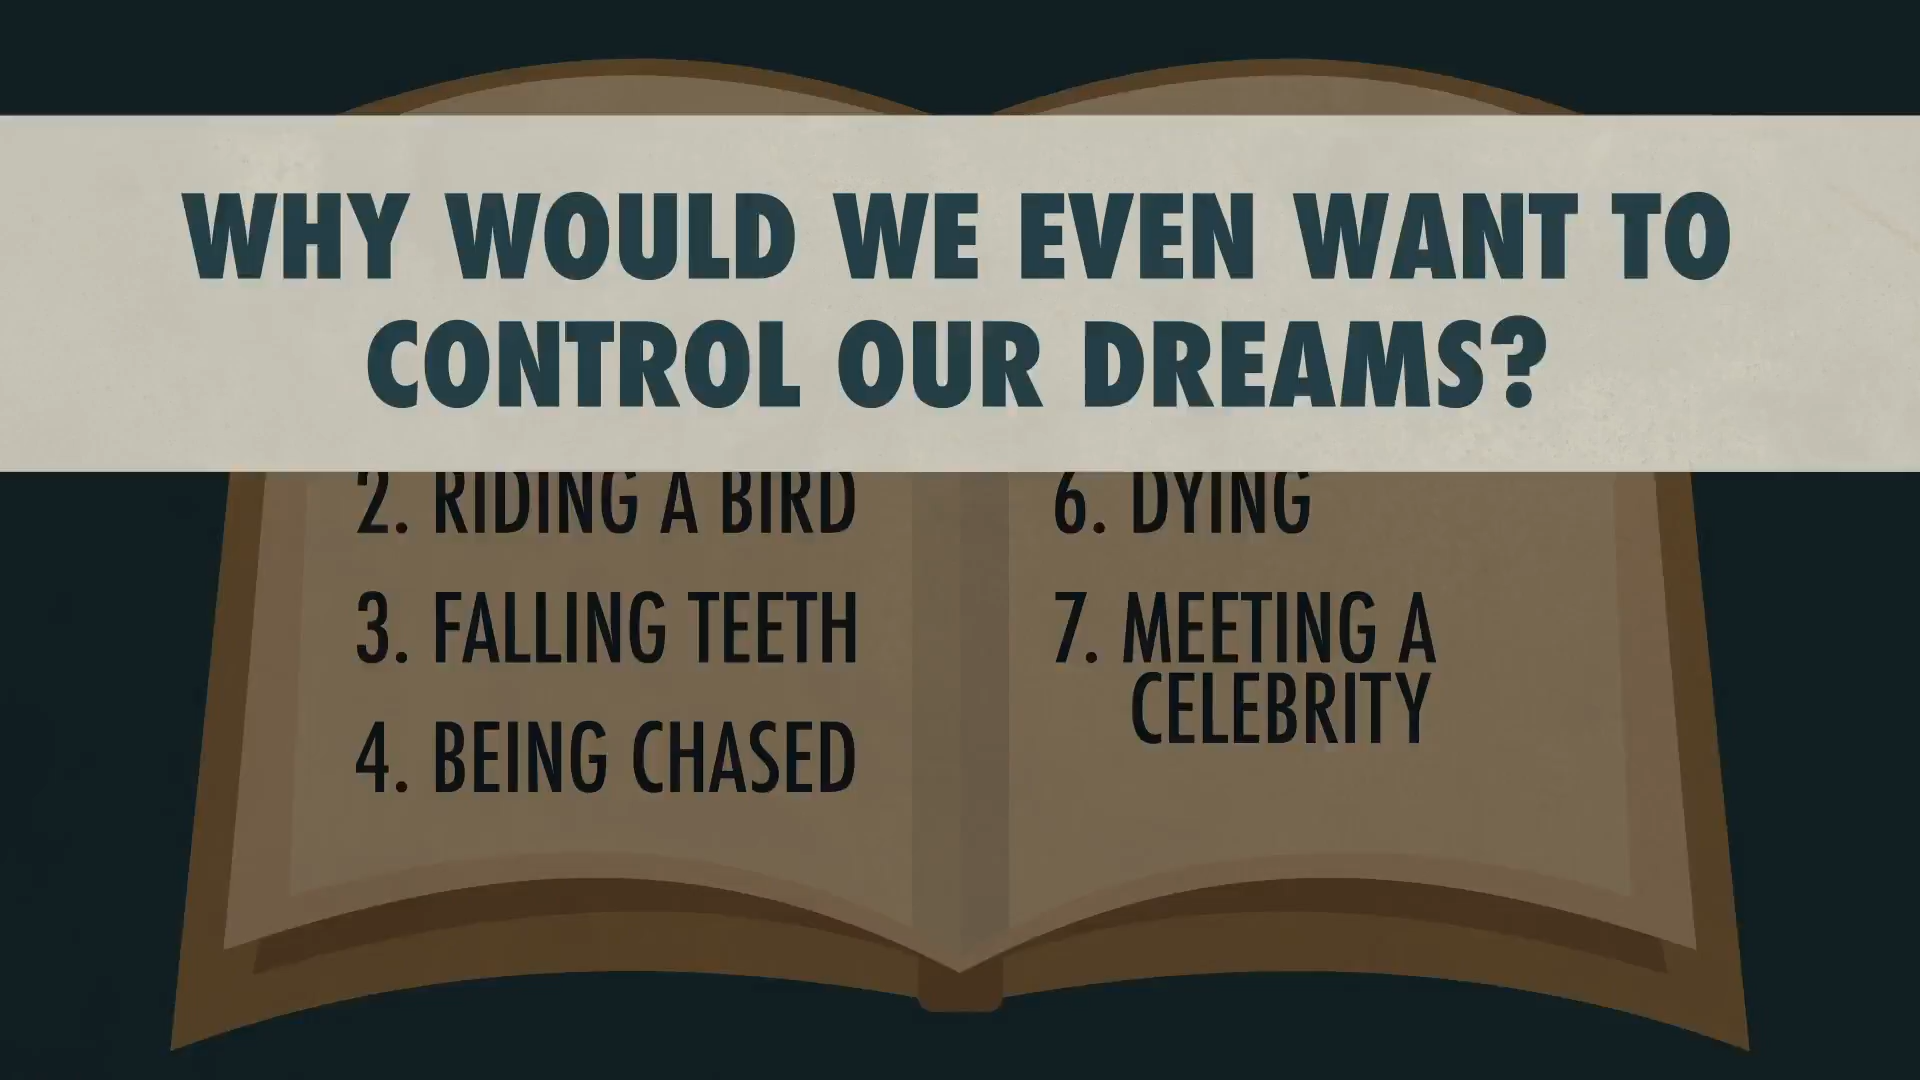 WHY WOULD WE EVEN WANT TO
CONTROL OUR DREAMS?
2. RIDING A BIRD
3. FALLING TEETH
4. BEING CHASED
6. DYING
7. MEETING A
CELEBRITY